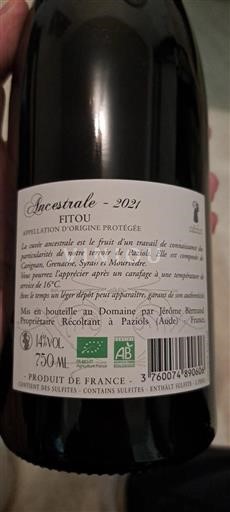 Ancestrale - 2021
FITOU
APPELLATION D'ORIGINE PROTÉGÉE
La cuvée ancestrale est le fruit d'un travail de connaissance des
particularités de notre terroir de Paziols. Elle est composée de
Carignan, Grenache, Syrah et Mourvèdre.
Vous pourrez l'apprécier après un carafage à une température de
service de 16°C.
Avec le temps un léger dépôt peut apparaître, garant de son authenticité.
Mis en bouteille au Domaine par Jérôme Bertrand
Propriétaire Récoltant à Paziols (Aude) - France
14%VOL.
750 ML
AB
- PRODUIT DE FRANCE -
CONTIENT DES SULFITES - CONTAINS SULFITES - ENTHÄLT SULFITE -
3 760074 890606